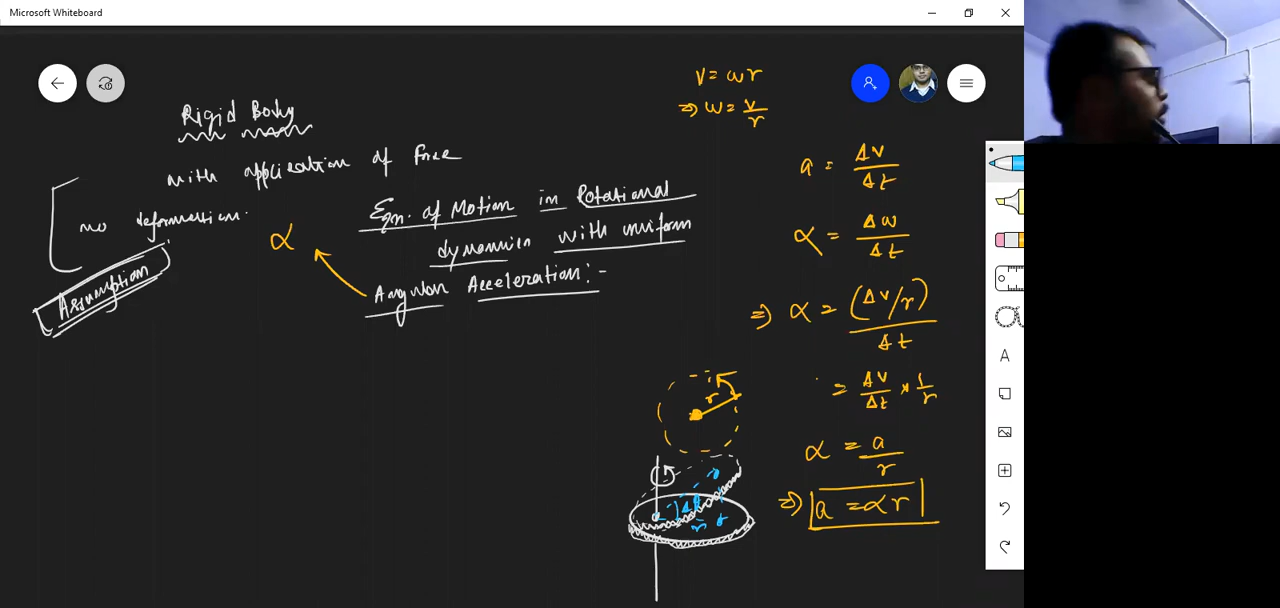 Microsoft Whiteboard
Rigid Body
with application of Force
no deformation.
Assumption
α
Eqn. of Motion in Rotational
dynamics with uniform
Angular Acceleration:-
v = ωr
⇒ ω = v/r
a = Δv/Δt
α = Δω/Δt
⇒ α = (Δv/r)/Δt
= Δv/Δt × 1/r
α = a/r
⇒ a = αr
r
A